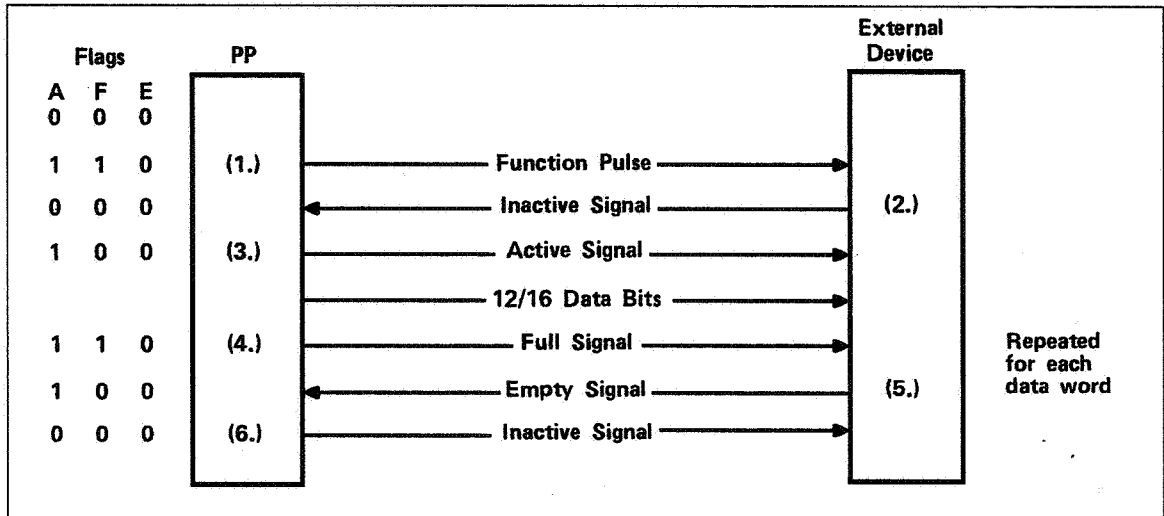 Flags PP External Device
A F E
0 0 0
1 1 0 (1.) Function Pulse
0 0 0 Inactive Signal (2.)
1 0 0 (3.) Active Signal
12/16 Data Bits
1 1 0 (4.) Full Signal Repeated
for each
1 0 0 Empty Signal (5.) data word
0 0 0 (6.) Inactive Signal